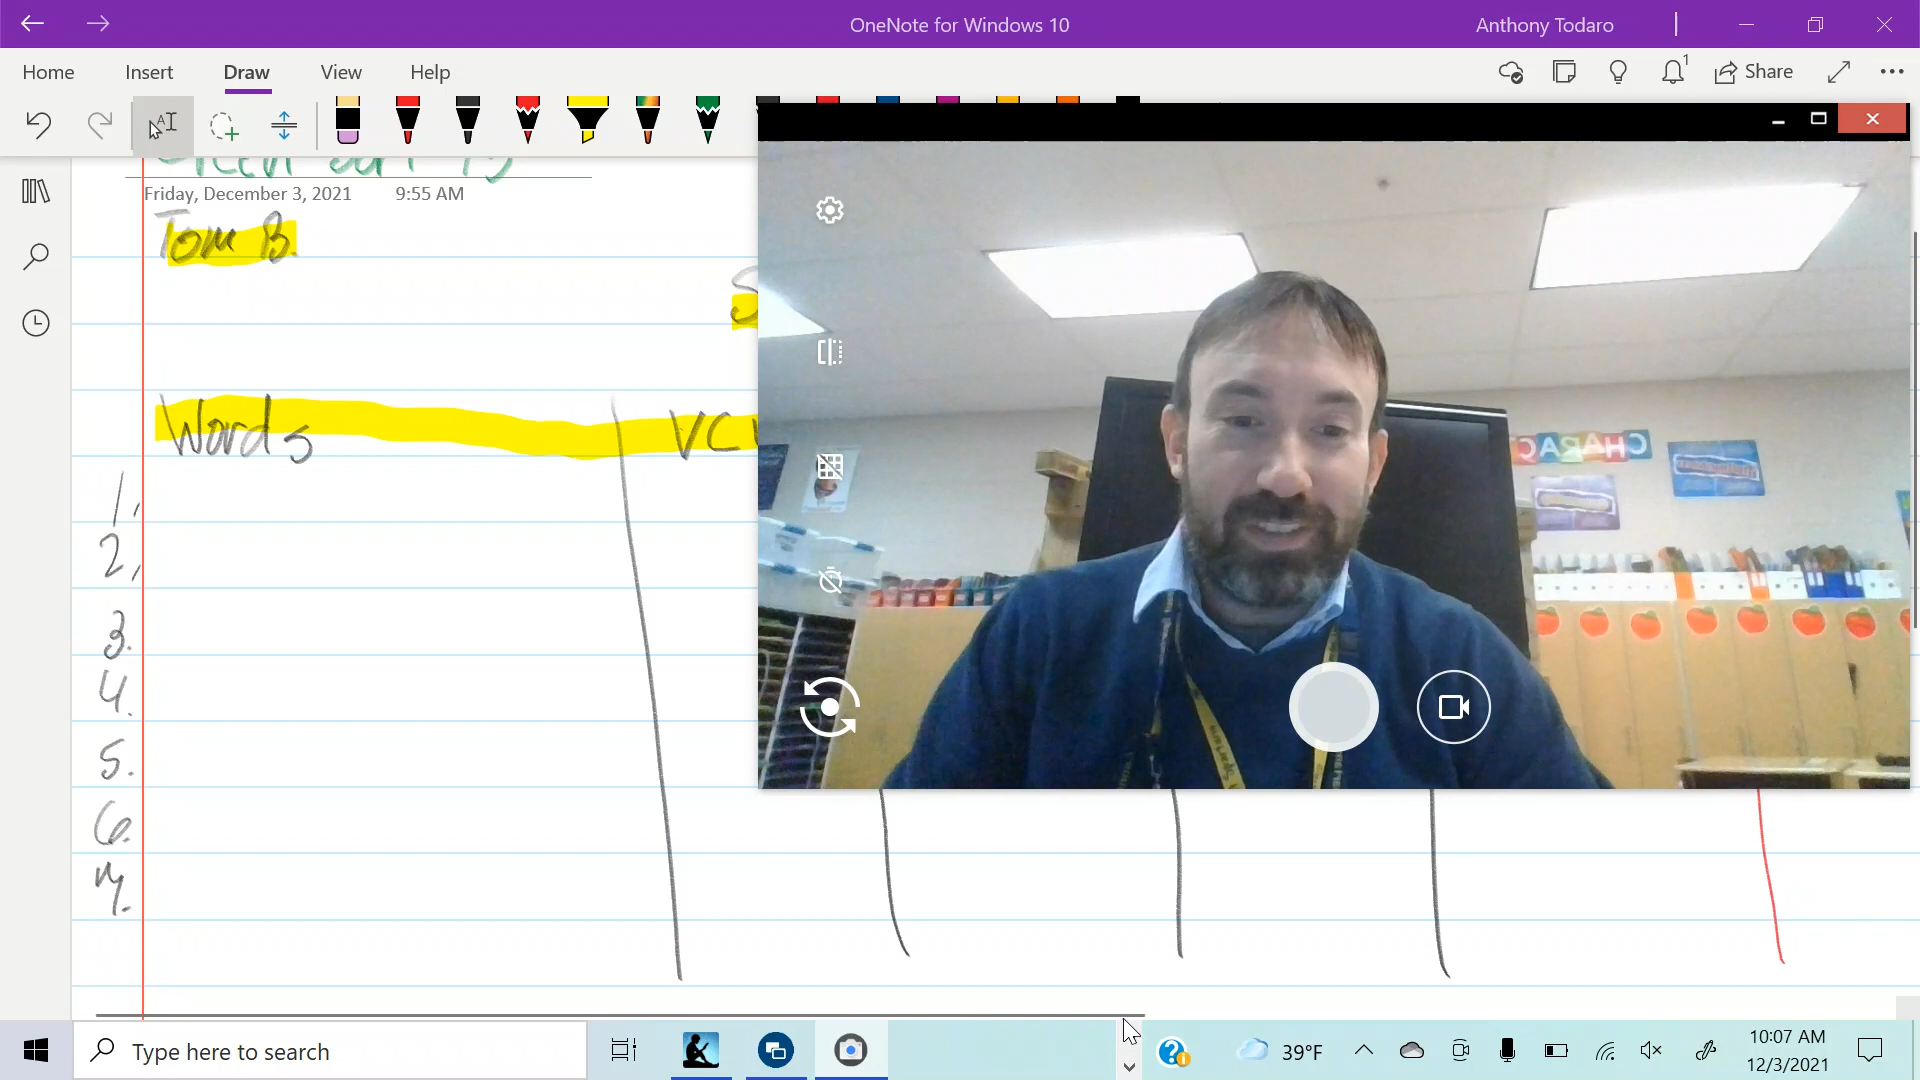 OneNote for Windows 10
Anthony Todaro
Home Insert Draw View Help
1
Share
Friday, December 3, 2021 9:55 AM
Tom B.
Words
1.
2.
3.
4.
5.
6.
7.
CHARAC
Type here to search
39°F
10:07 AM
12/3/2021